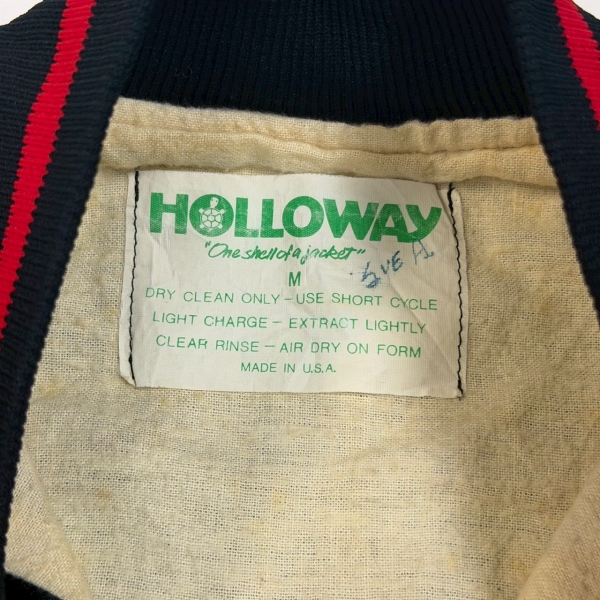 HOLLOWAY
"One shell of a jacket"
M
SUE A.
DRY CLEAN ONLY – USE SHORT CYCLE
LIGHT CHARGE – EXTRACT LIGHTLY
CLEAR RINSE – AIR DRY ON FORM
MADE IN U.S.A.